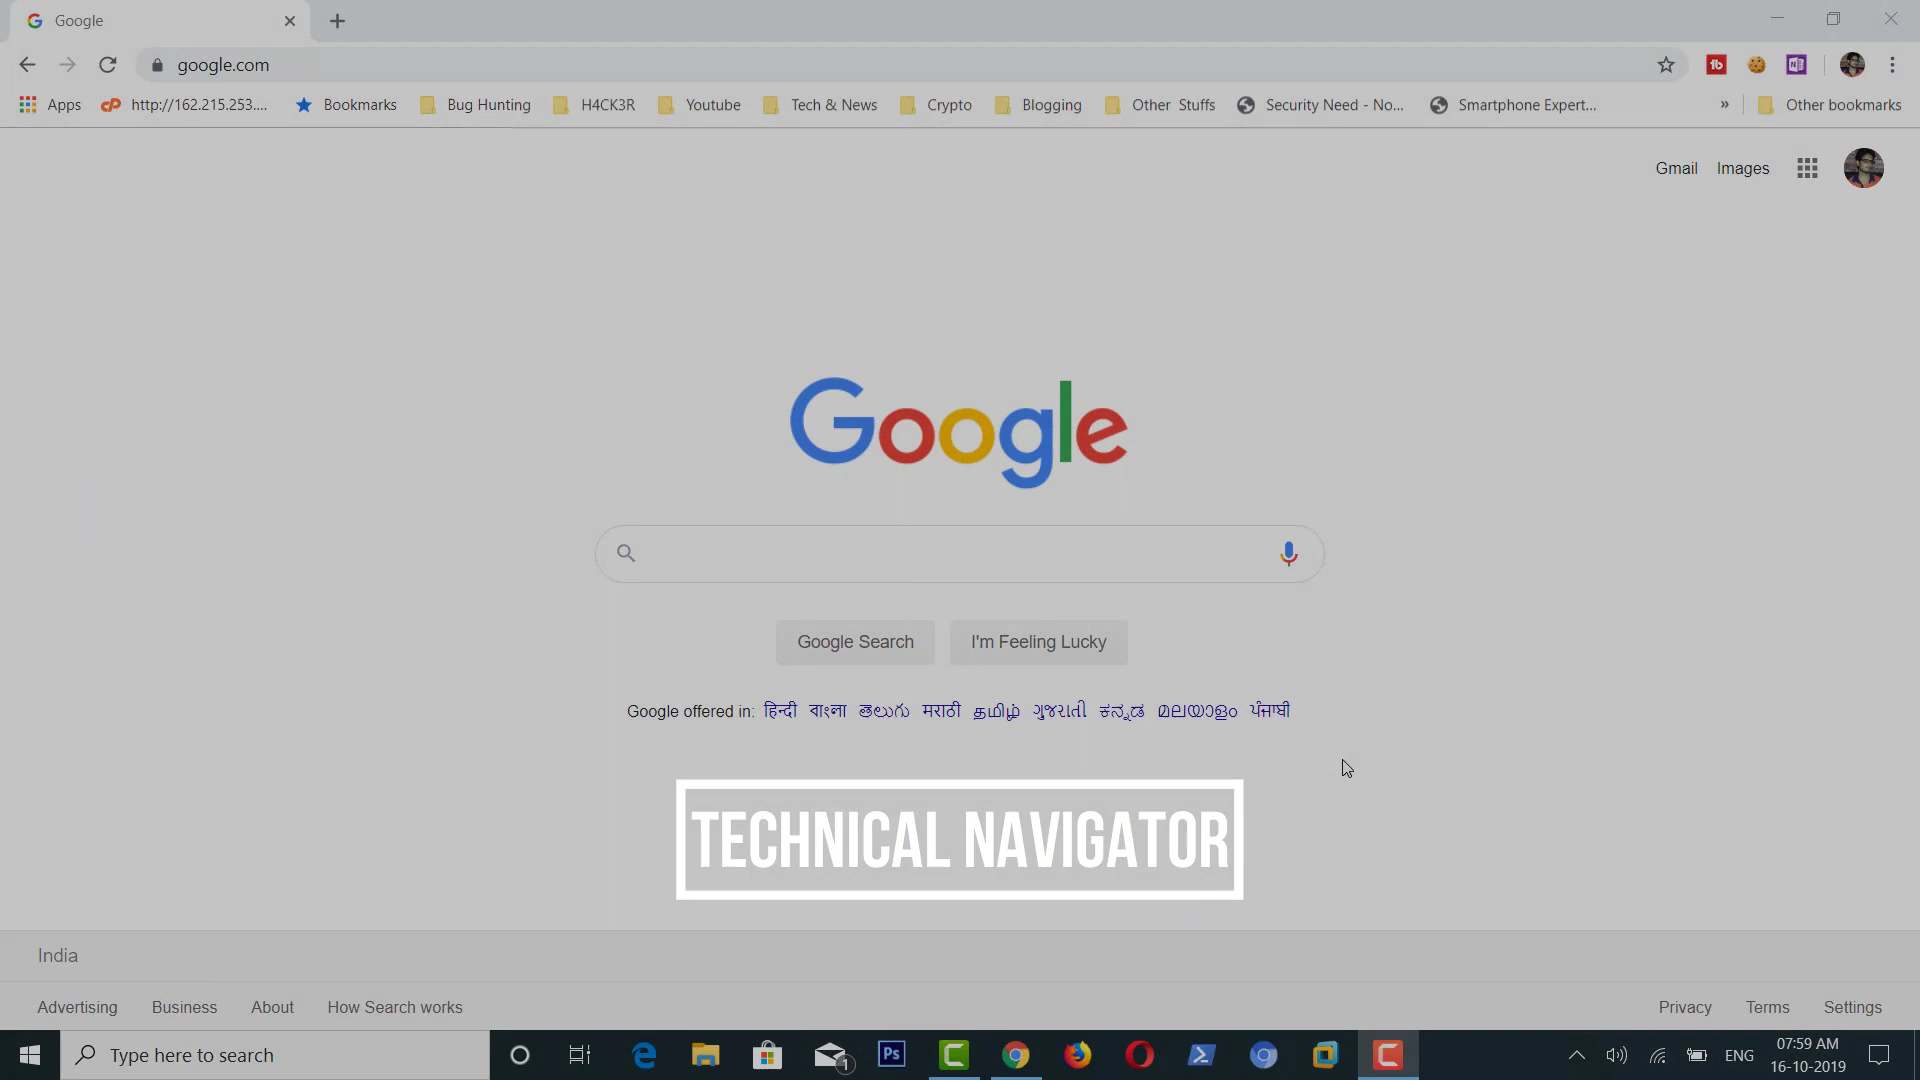 Google
google.com
Apps http://162.215.253.... Bookmarks Bug Hunting H4CK3R Youtube Tech & News Crypto Blogging Other Stuffs Security Need - No... Smartphone Expert... » Other bookmarks
Gmail Images
Google
Google Search I'm Feeling Lucky
Google offered in: हिन्दी বাংলা తెలుగు मराठी தமிழ் ગુજરાતી ಕನ್ನಡ മലയാളം ਪੰਜਾਬੀ
TECHNICAL NAVIGATOR
India
Advertising Business About How Search works Privacy Terms Settings
Type here to search 1 Ps ENG 07:59 AM
16-10-2019